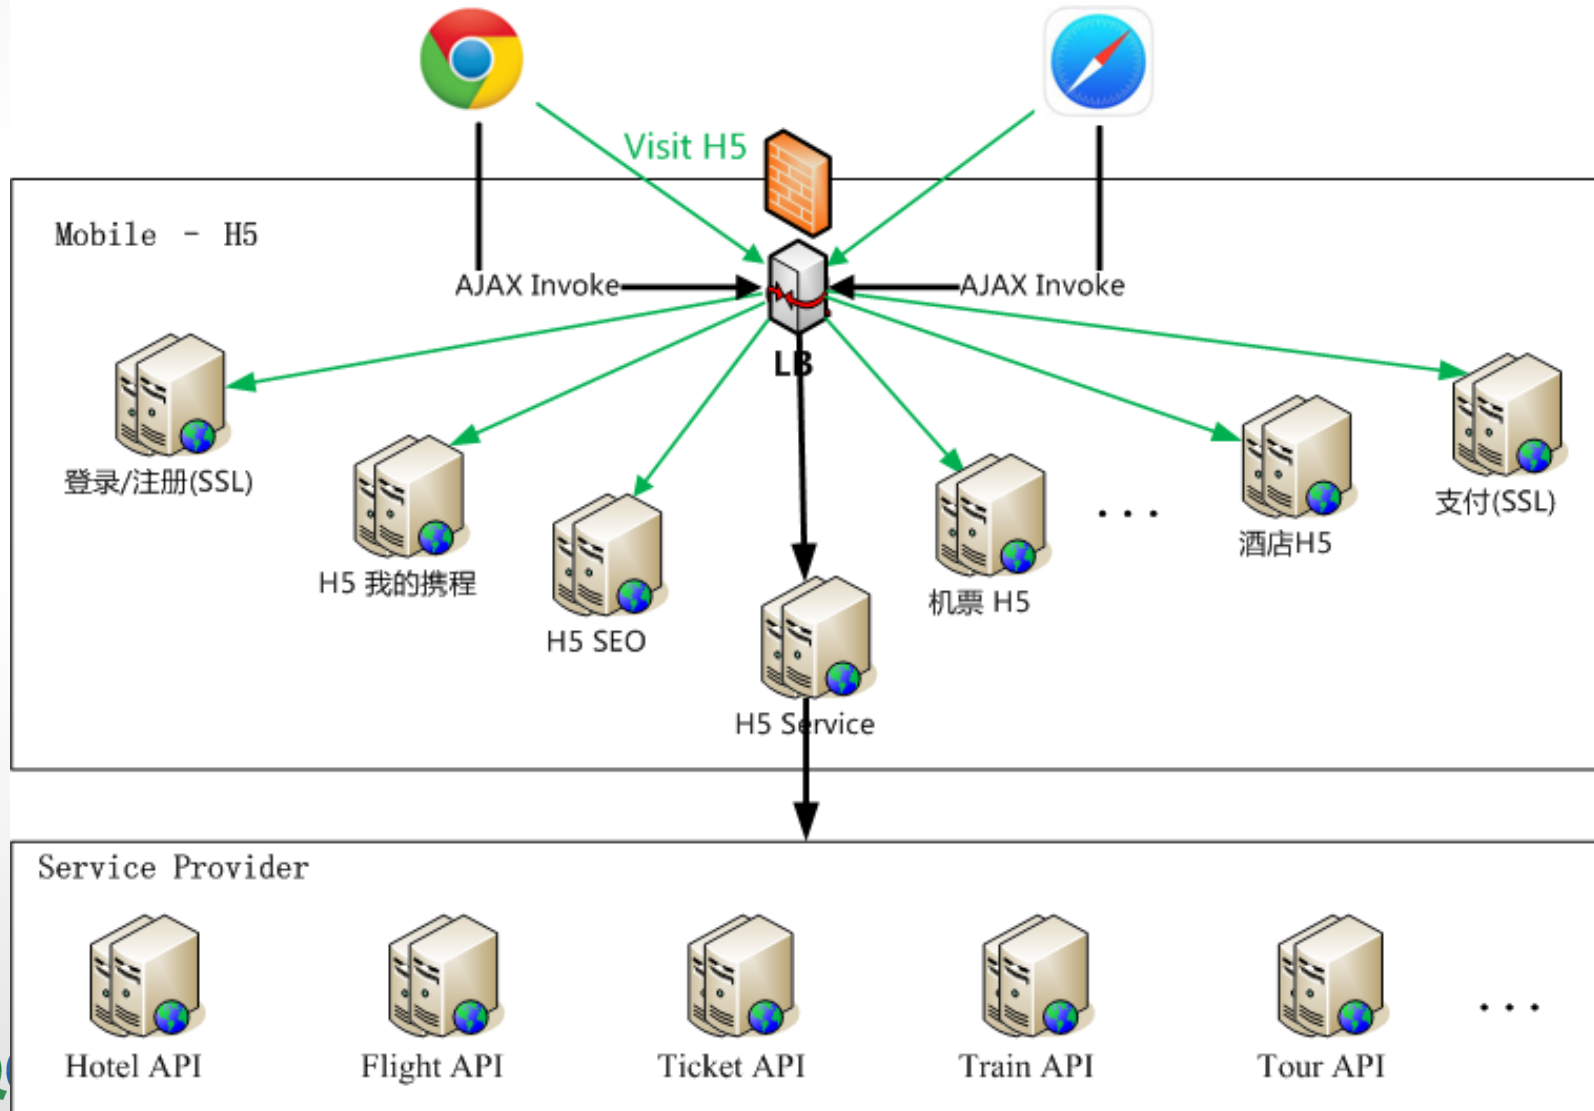 Visit H5
Mobile - H5
AJAX Invoke
AJAX Invoke
LB
登录/注册(SSL)
H5 我的携程
H5 SEO
H5 Service
机票 H5
...
酒店H5
支付(SSL)
Service Provider
Hotel API
Flight API
Ticket API
Train API
Tour API
...